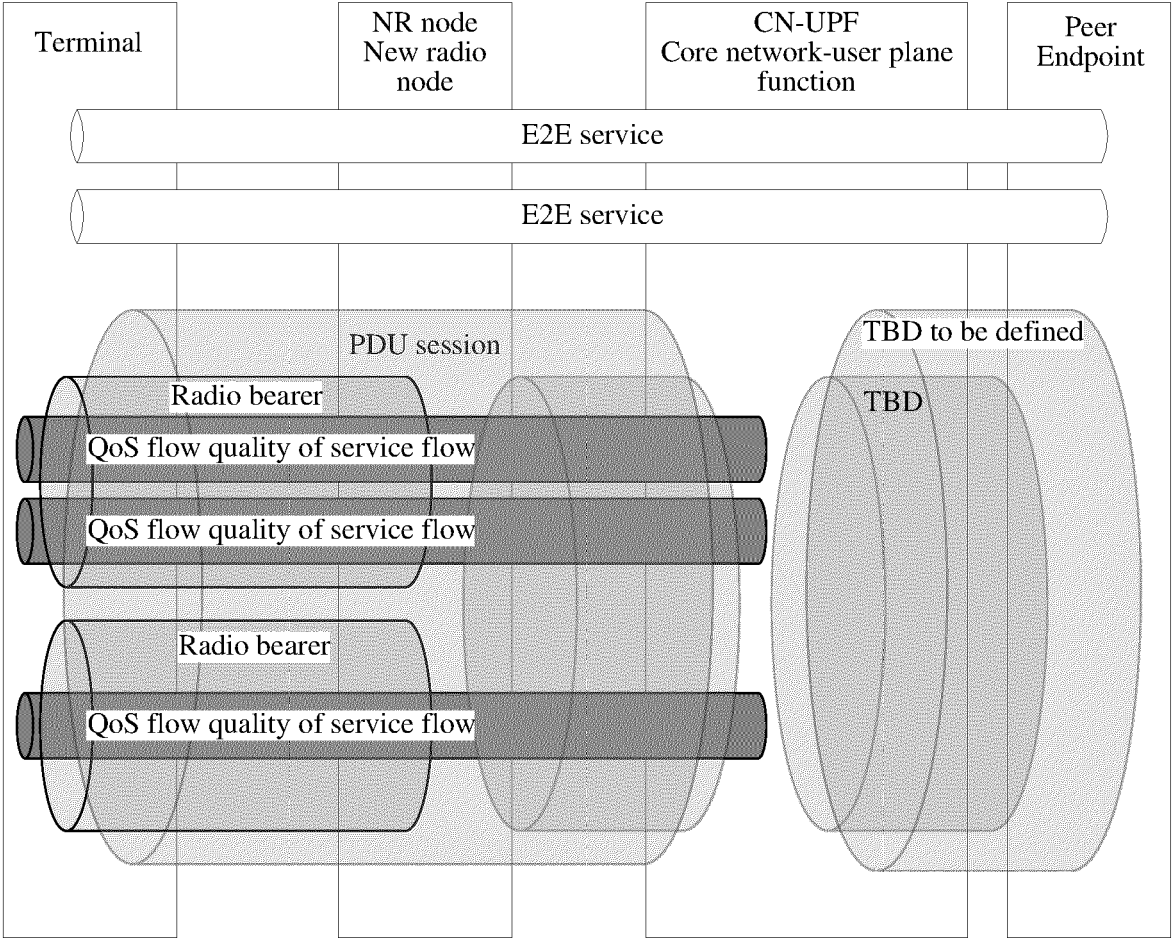 Terminal
NR node
New radio
node
CN-UPF
Core network-user plane
function
Peer
Endpoint
E2E service
E2E service
PDU session
TBD to be defined
Radio bearer
TBD
QoS flow quality of service flow
QoS flow quality of service flow
Radio bearer
QoS flow quality of service flow